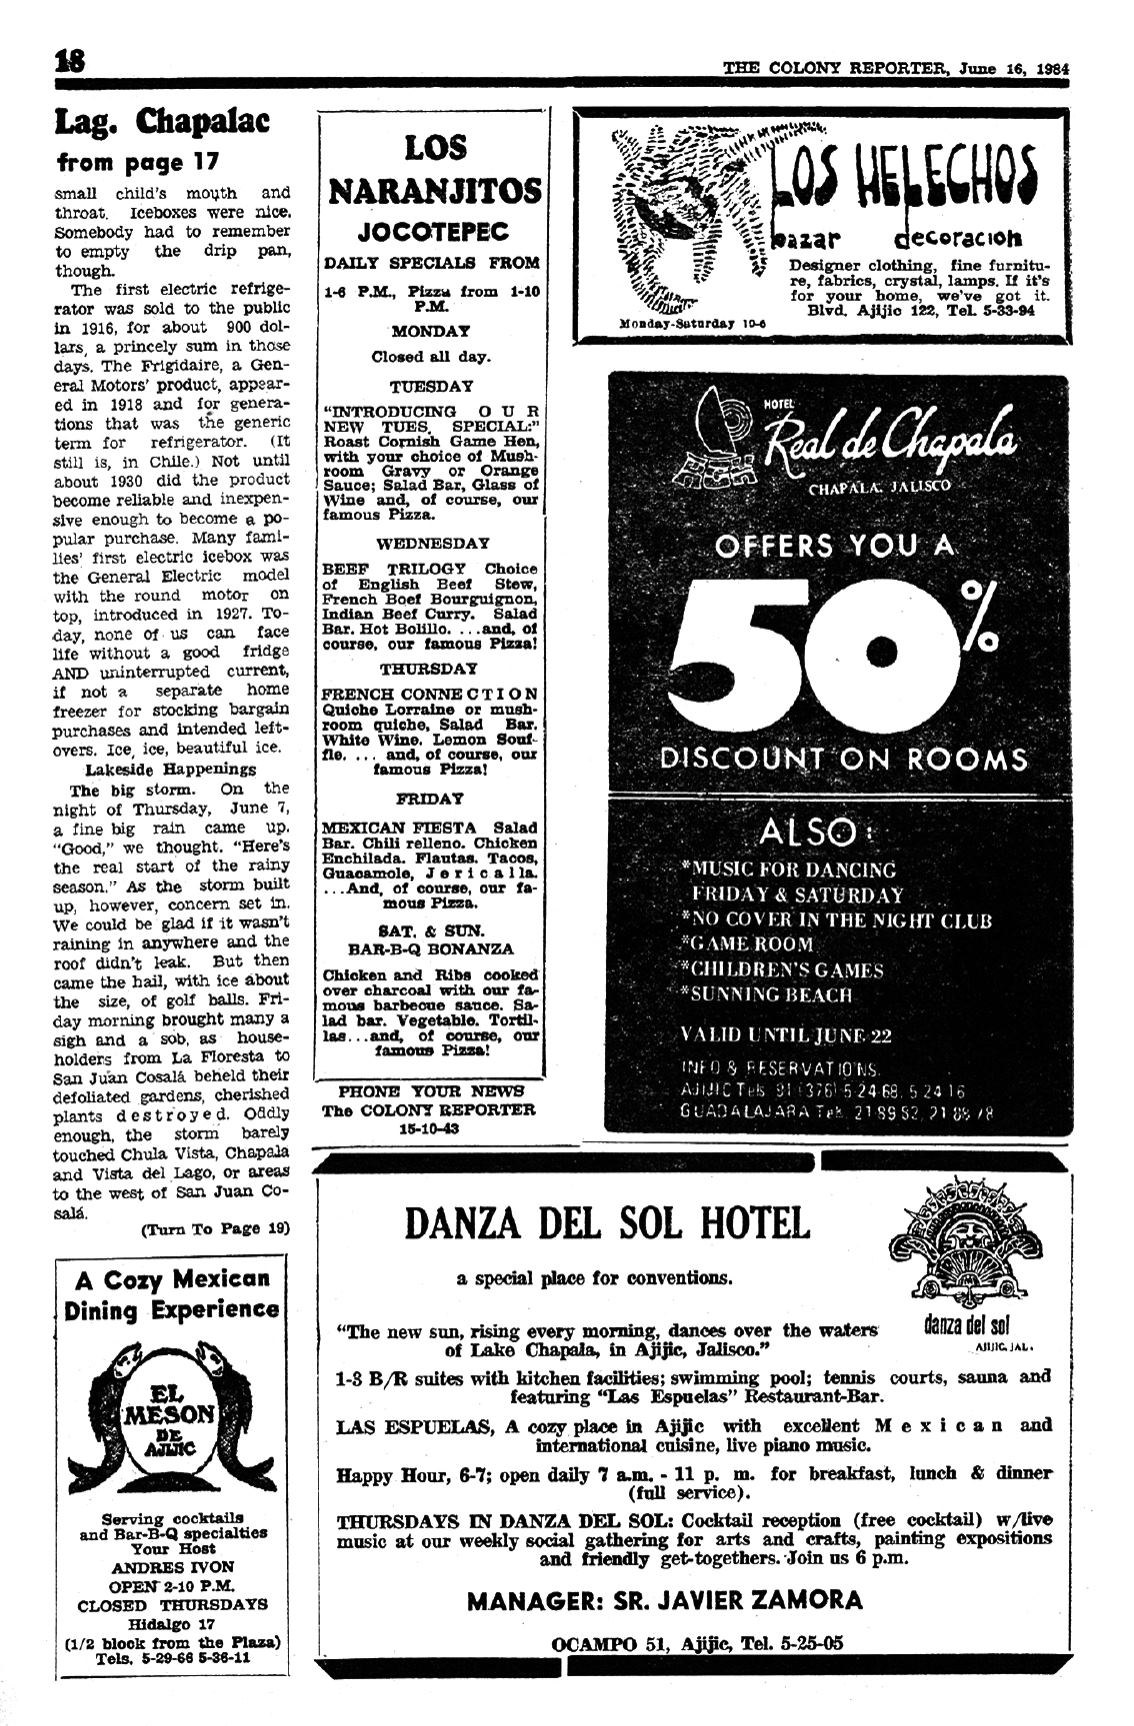 18
THE COLONY REPORTER, June 16, 1984
Lag. Chapalac
from page 17
small child's mouth and
throat. Iceboxes were nice.
Somebody had to remember
to empty the drip pan,
though.
The first electric refrige-
rator was sold to the public
in 1916, for about 900 dol-
lars, a princely sum in those
days. The Frigidaire, a Gen-
eral Motors' product, appear-
ed in 1918 and for genera-
tions that was the generic
term for refrigerator. (It
still is, in Chile.) Not until
about 1930 did the product
become reliable and inexpen-
sive enough to become a po-
pular purchase. Many fami-
lies' first electric icebox was
the General Electric model
with the round motor on
top, introduced in 1927. To-
day, none of us can face
life without a good fridge
AND uninterrupted current,
if not a separate home
freezer for stocking bargain
purchases and intended left-
overs. Ice, ice, beautiful ice.
Lakeside Happenings
The big storm. On the
night of Thursday, June 7,
a fine big rain came up.
"Good," we thought. "Here's
the real start of the rainy
season." As the storm built
up, however, concern set in.
We could be glad if it wasn't
raining in anywhere and the
roof didn't leak. But then
came the hail, with ice about
the size, of golf balls. Fri-
day morning brought many a
sigh and a sob, as house-
holders from La Floresta to
San Juan Cosalá beheld their
defoliated gardens, cherished
plants destroyed. Oddly
enough, the storm barely
touched Chula Vista, Chapala
and Vista del Lago, or areas
to the west of San Juan Co-
salá.
(Turn To Page 19)
A Cozy Mexican
Dining Experience
EL
MESON
DE
AJIJIC
Serving cocktails
and Bar-B-Q specialties
Your Host
ANDRES IVON
OPEN 2-10 P.M.
CLOSED THURSDAYS
Hidalgo 17
(1/2 block from the Plaza)
Tels. 5-29-66 5-36-11
LOS
NARANJITOS
JOCOTEPEC
DAILY SPECIALS FROM
1-6 P.M., Pizza from 1-10
P.M.
MONDAY
Closed all day.
TUESDAY
"INTRODUCING OUR
NEW TUES. SPECIAL:"
Roast Cornish Game Hen,
with your choice of Mush-
room Gravy or Orange
Sauce; Salad Bar, Glass of
Wine and, of course, our
famous Pizza.
WEDNESDAY
BEEF TRILOGY Choice
of English Beef Stew,
French Boef Bourguignon,
Indian Beef Curry. Salad
Bar. Hot Bolillo. ...and, of
course, our famous Pizza!
THURSDAY
FRENCH CONNECTION
Quiche Lorraine or mush-
room quiche, Salad Bar.
White Wine. Lemon Souf-
fle. ... and, of course, our
famous Pizza!
FRIDAY
MEXICAN FIESTA Salad
Bar. Chili relleno. Chicken
Enchilada. Flautas. Tacos,
Guacamole, Jericalla.
...And, of course, our fa-
mous Pizza.
SAT. & SUN.
BAR-B-Q BONANZA
Chicken and Ribs cooked
over charcoal with our fa-
mous barbecue sauce. Sa-
lad bar. Vegetable. Tortil-
las...and, of course, our
famous Pizza!
PHONE YOUR NEWS
The COLONY REPORTER
15-10-43
LOS HELECHOS
bazar decoracion
Designer clothing, fine furnitu-
re, fabrics, crystal, lamps. If it's
for your home, we've got it.
Blvd. Ajijic 122, Tel. 5-33-94
Monday-Saturday 10-6
HOTEL
Real de Chapala
CHAPALA. JALISCO
OFFERS YOU A
50%
DISCOUNT ON ROOMS
ALSO:
*MUSIC FOR DANCING
FRIDAY & SATURDAY
*NO COVER IN THE NIGHT CLUB
*GAME ROOM
*CHILDREN'S GAMES
*SUNNING BEACH
VALID UNTIL JUNE 22
INFO & RESERVATIONS.
AJIJIC Tels. 91 (376) 5-24-68, 5-24-16
GUADALAJARA Tels.
DANZA DEL SOL HOTEL
a special place for conventions.
danza del sol
AJIJIC, JAL.
"The new sun, rising every morning, dances over the waters
of Lake Chapala, in Ajijic, Jalisco."
1-3 B/R suites with kitchen facilities; swimming pool; tennis courts, sauna and
featuring "Las Espuelas" Restaurant-Bar.
LAS ESPUELAS, A cozy place in Ajijic with excellent Mexican and
international cuisine, live piano music.
Happy Hour, 6-7; open daily 7 a.m. - 11 p. m. for breakfast, lunch & dinner
(full service).
THURSDAYS IN DANZA DEL SOL: Cocktail reception (free cocktail) w/live
music at our weekly social gathering for arts and crafts, painting expositions
and friendly get-togethers. Join us 6 p.m.
MANAGER: SR. JAVIER ZAMORA
OCAMPO 51, Ajijic, Tel. 5-25-05